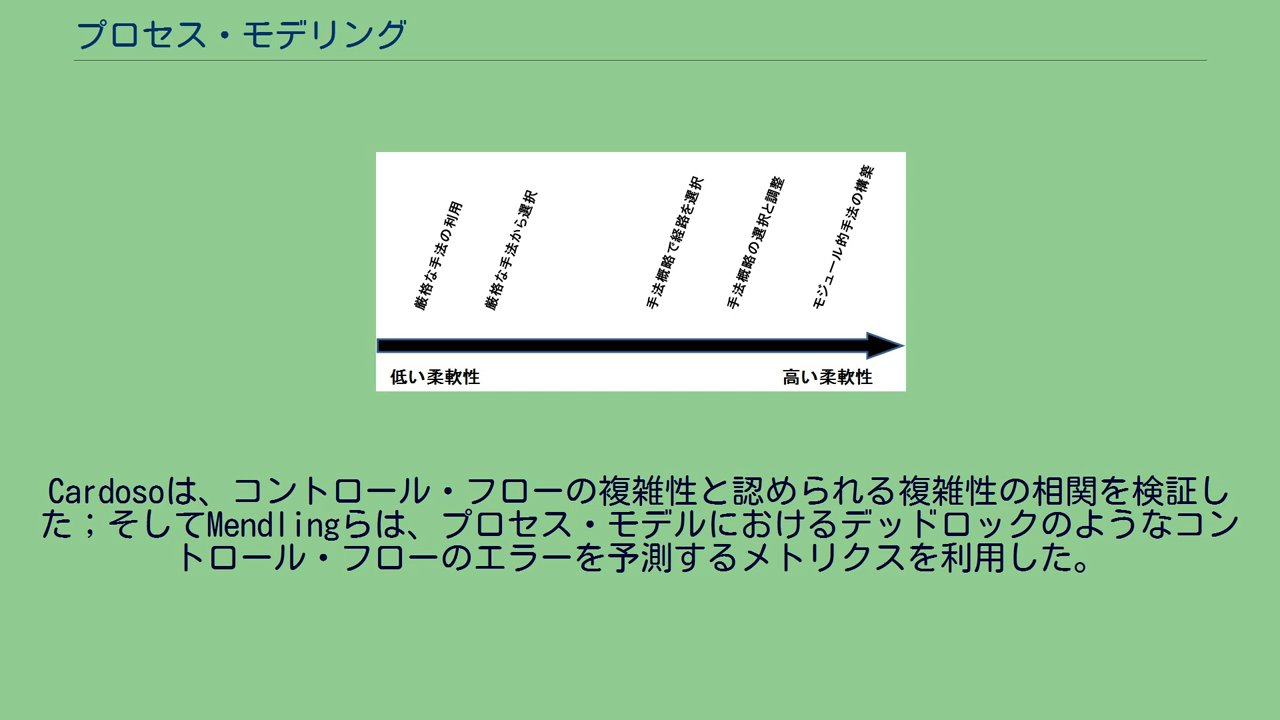 プロセス・モデリング
厳格な手法の利用
厳格な手法から選択
手法概略で経路を選択
手法概略の選択と調整
モジュール的手法の構築
低い柔軟性
高い柔軟性
Cardosoは、コントロール・フローの複雑性と認められる複雑性の相関を検証し
た；そしてMendlingらは、プロセス・モデルにおけるデッドロックのようなコン
トロール・フローのエラーを予測するメトリクスを利用した。